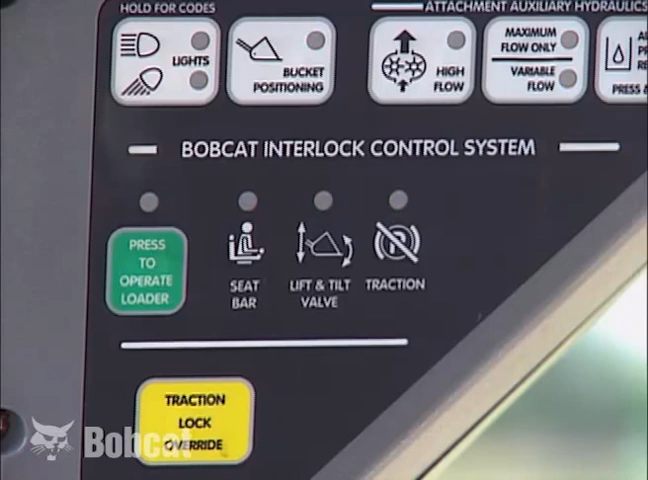 HOLD FOR CODES
ATTACHMENT AUXILIARY HYDRAULICS
LIGHTS
BUCKET
POSITIONING
HIGH
FLOW
MAXIMUM
FLOW ONLY
VARIABLE
FLOW
PRESS
BOBCAT INTERLOCK CONTROL SYSTEM
PRESS
TO
OPERATE
LOADER
SEAT
BAR
LIFT & TILT
VALVE
P
TRACTION
TRACTION
LOCK
OVERRIDE
Bobcat